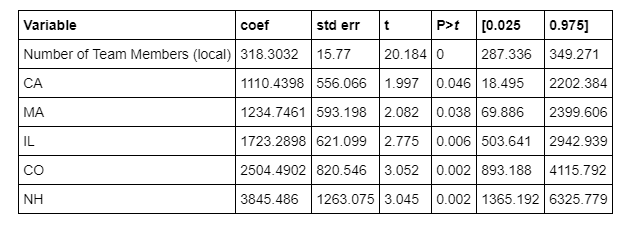 Variable coef std err t P>t [0.025 0.975]
Number of Team Members (local) 318.3032 15.77 20.184 0 287.336 349.271
CA 1110.4398 556.066 1.997 0.046 18.495 2202.384
MA 1234.7461 593.198 2.082 0.038 69.886 2399.606
IL 1723.2898 621.099 2.775 0.006 503.641 2942.939
CO 2504.4902 820.546 3.052 0.002 893.188 4115.792
NH 3845.486 1263.075 3.045 0.002 1365.192 6325.779